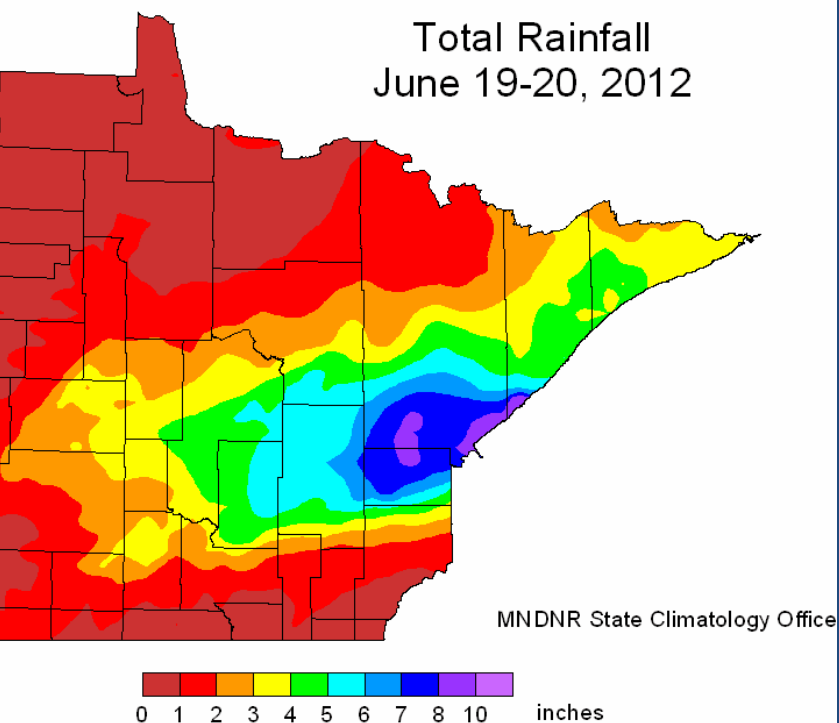 Total Rainfall
June 19-20, 2012
MNDNR State Climatology Office
0 1 2 3 4 5 6 7 8 10 inches